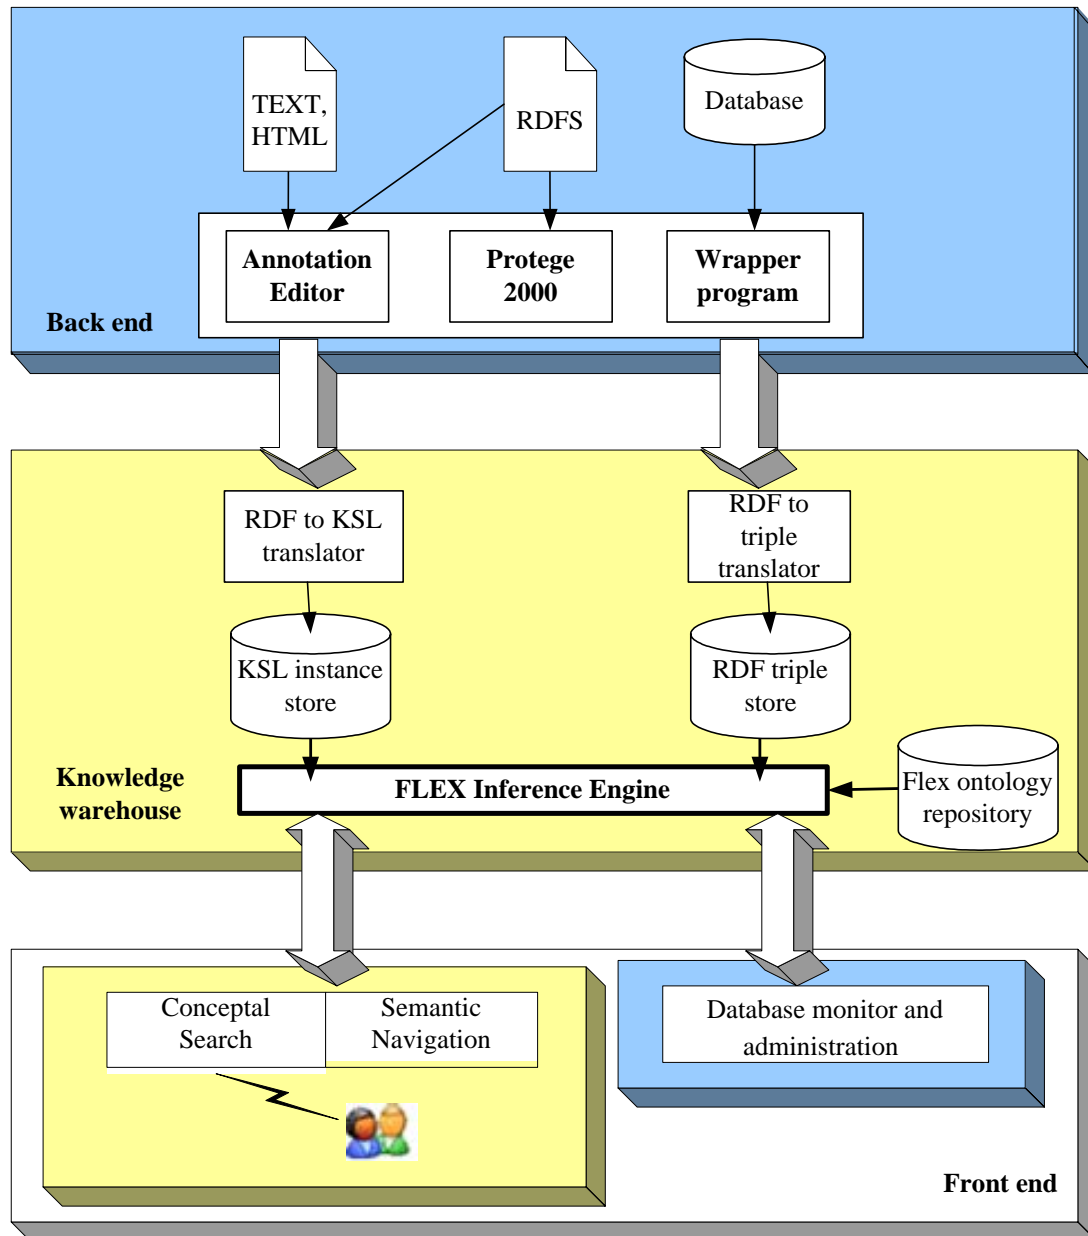 TEXT,
HTML
RDFS
Database
Annotation
Editor
Protege
2000
Wrapper
program
Back end
RDF to KSL
translator
RDF to
triple
translator
KSL instance
store
RDF triple
store
Knowledge
warehouse
FLEX Inference Engine
Flex ontology
repository
Conceptal
Search
Semantic
Navigation
Database monitor and
administration
Front end